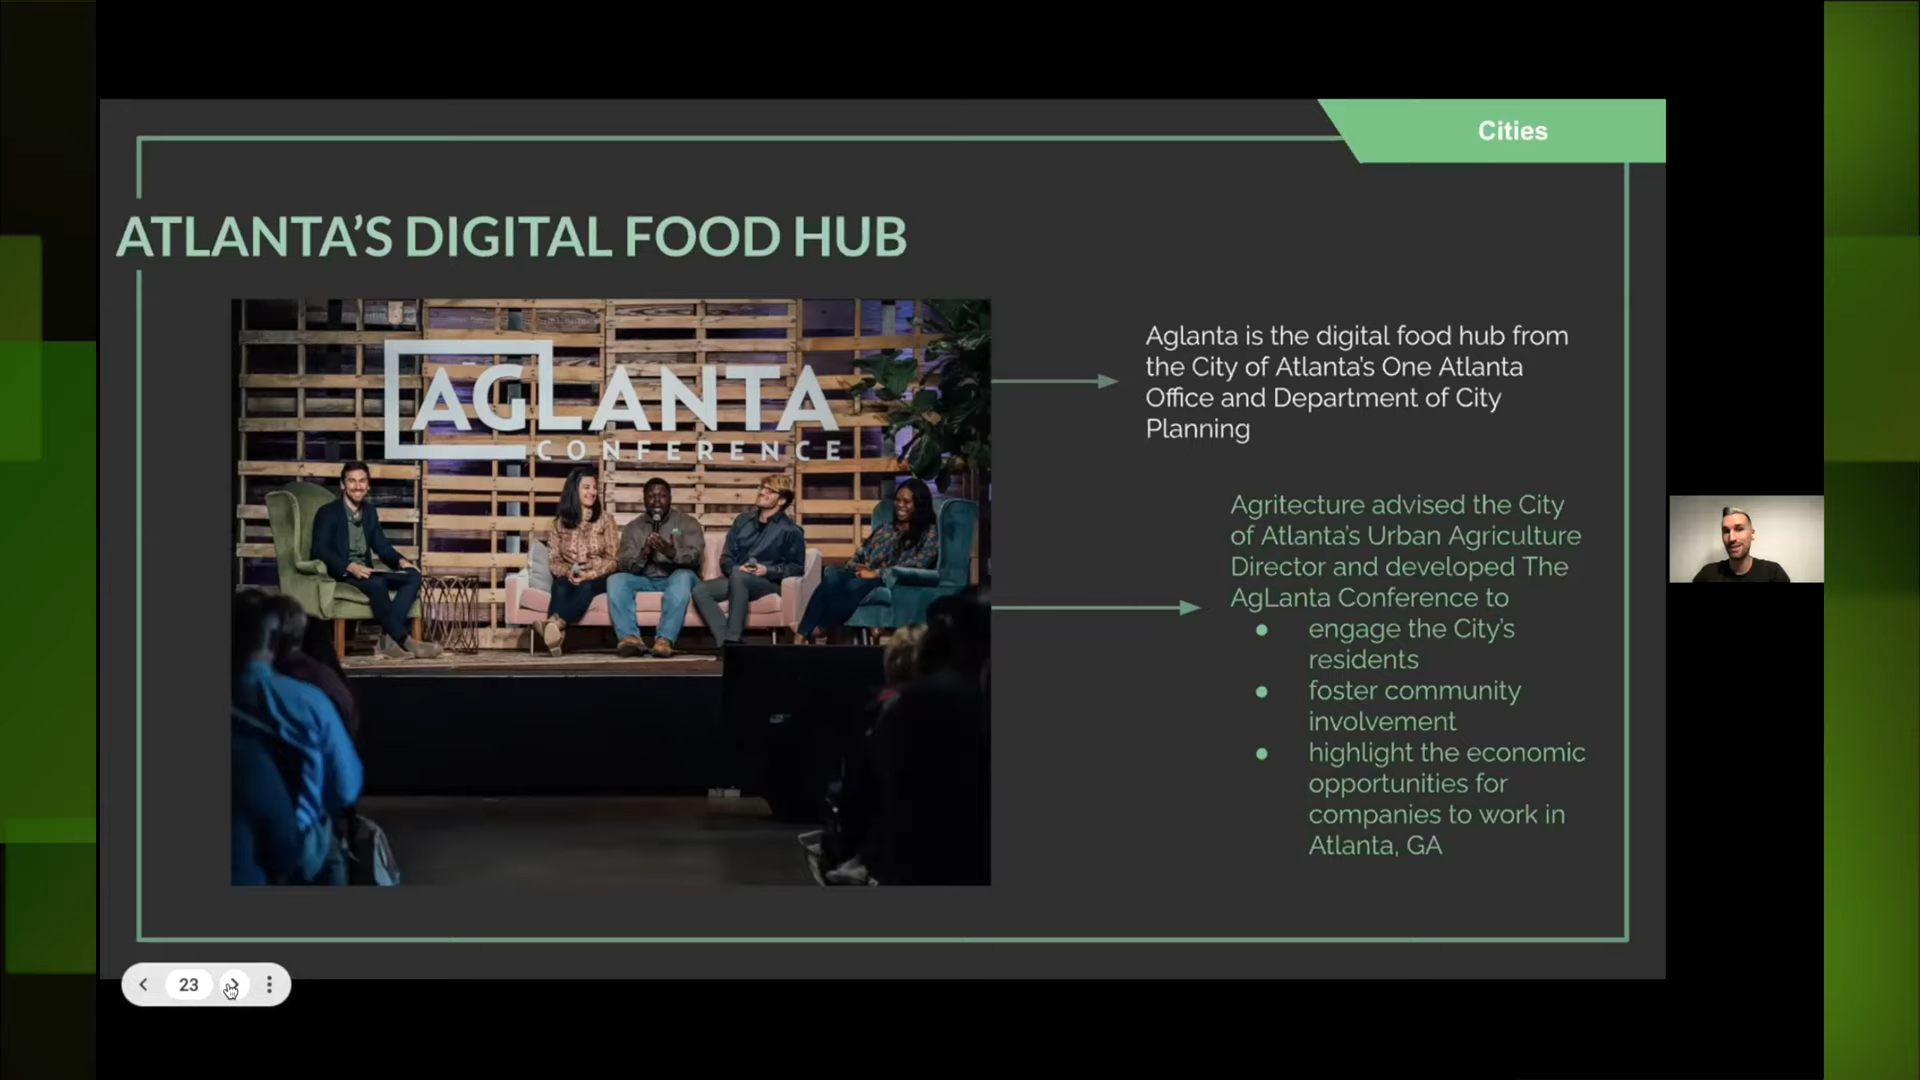 Cities
ATLANTA'S DIGITAL FOOD HUB
AGLANTA
CONFERENCE
Aglanta is the digital food hub from
the City of Atlanta's One Atlanta
Office and Department of City
Planning
Agritecture advised the City
of Atlanta's Urban Agriculture
Director and developed The
AgLanta Conference to
● engage the City's
residents
● foster community
involvement
● highlight the economic
opportunities for
companies to work in
Atlanta, GA
23